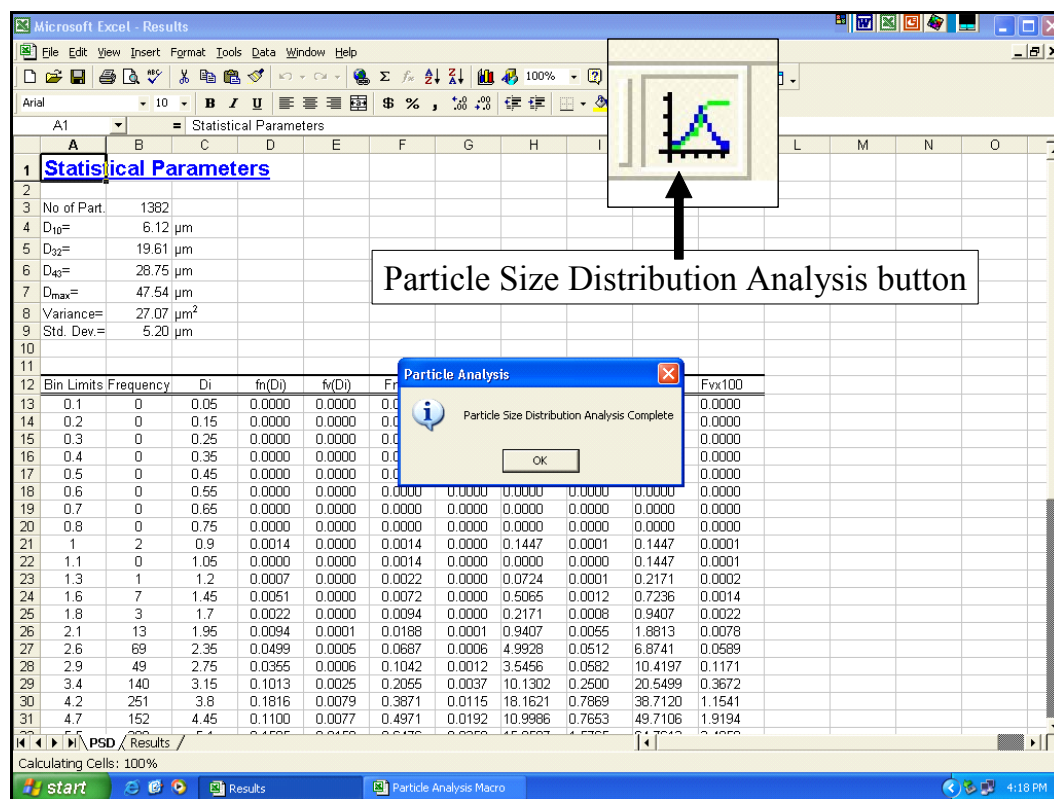 Microsoft Excel - Results
File Edit View Insert Format Tools Data Window Help
100%
Arial 10 B I U $ % ,
A1 = Statistical Parameters
A B C D E F G H I L M N O
1 Statistical Parameters
2
3 No of Part. 1382
4 D10= 6.12 µm
5 D32= 19.61 µm
6 D43= 28.75 µm
7 Dmax= 47.54 µm
8 Variance= 27.07 µm2
9 Std. Dev.= 5.20 µm
10
11
Particle Size Distribution Analysis button
Particle Analysis
Particle Size Distribution Analysis Complete
OK
12 Bin Limits Frequency Di fn(Di) fv(Di) Fvx100
13 0.1 0 0.05 0.0000 0.0000 0.0000
14 0.2 0 0.15 0.0000 0.0000 0.0000
15 0.3 0 0.25 0.0000 0.0000 0.0000
16 0.4 0 0.35 0.0000 0.0000 0.0000
17 0.5 0 0.45 0.0000 0.0000 0.0000
18 0.6 0 0.55 0.0000 0.0000 0.0000 0.0000 0.0000 0.0000 0.0000 0.0000
19 0.7 0 0.65 0.0000 0.0000 0.0000 0.0000 0.0000 0.0000 0.0000 0.0000
20 0.8 0 0.75 0.0000 0.0000 0.0000 0.0000 0.0000 0.0000 0.0000 0.0000
21 1 2 0.9 0.0014 0.0000 0.0014 0.0000 0.1447 0.0001 0.1447 0.0001
22 1.1 0 1.05 0.0000 0.0000 0.0014 0.0000 0.0000 0.0000 0.1447 0.0001
23 1.3 1 1.2 0.0007 0.0000 0.0022 0.0000 0.0724 0.0001 0.2171 0.0002
24 1.6 7 1.45 0.0051 0.0000 0.0072 0.0000 0.5065 0.0012 0.7236 0.0014
25 1.8 3 1.7 0.0022 0.0000 0.0094 0.0000 0.2171 0.0008 0.9407 0.0022
26 2.1 13 1.95 0.0094 0.0001 0.0188 0.0001 0.9407 0.0055 1.8813 0.0078
27 2.6 69 2.35 0.0499 0.0005 0.0687 0.0006 4.9928 0.0512 6.8741 0.0589
28 2.9 49 2.75 0.0355 0.0006 0.1042 0.0012 3.5456 0.0582 10.4197 0.1171
29 3.4 140 3.15 0.1013 0.0025 0.2055 0.0037 10.1302 0.2500 20.5499 0.3672
30 4.2 251 3.8 0.1816 0.0079 0.3871 0.0115 18.1621 0.7869 38.7120 1.1541
31 4.7 152 4.45 0.1100 0.0077 0.4971 0.0192 10.9986 0.7653 49.7106 1.9194
PSD Results
Calculating Cells: 100%
start Results Particle Analysis Macro 4:18 PM